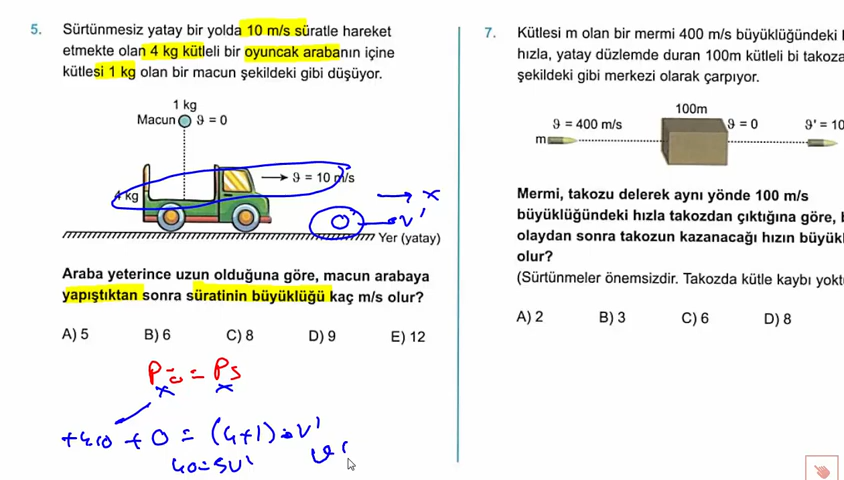 5. Sürtünmesiz yatay bir yolda 10 m/s süratle hareket
etmekte olan 4 kg kütleli bir oyuncak arabanın içine
kütlesi 1 kg olan bir macun şekildeki gibi düşüyor.
1 kg
Macun ϑ = 0
ϑ = 10 m/s
4 kg
x
O v'
Yer (yatay)
Araba yeterince uzun olduğuna göre, macun arabaya
yapıştıktan sonra süratinin büyüklüğü kaç m/s olur?
A) 5 B) 6 C) 8 D) 9 E) 12
Pö = Ps
x x
+4.10 + 0 = (4+1).v'
40=5v'
7. Kütlesi m olan bir mermi 400 m/s büyüklüğündeki
hızla, yatay düzlemde duran 100m kütleli bi takoza
şekildeki gibi merkezi olarak çarpıyor.
100m
ϑ = 400 m/s ϑ = 0 ϑ' = 10
m
Mermi, takozu delerek aynı yönde 100 m/s
büyüklüğündeki hızla takozdan çıktığına göre,
olaydan sonra takozun kazanacağı hızın büyük
olur?
(Sürtünmeler önemsizdir. Takozda kütle kaybı yokt
A) 2 B) 3 C) 6 D) 8